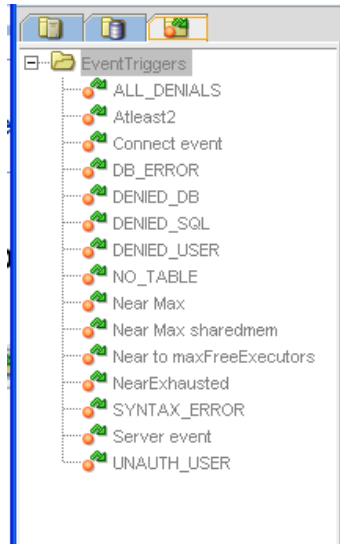 EventTriggers
ALL_DENIALS
Atleast2
Connect event
DB_ERROR
DENIED_DB
DENIED_SQL
DENIED_USER
NO_TABLE
Near Max
Near Max sharedmem
Near to maxFreeExecutors
NearExhausted
SYNTAX_ERROR
Server event
UNAUTH_USER